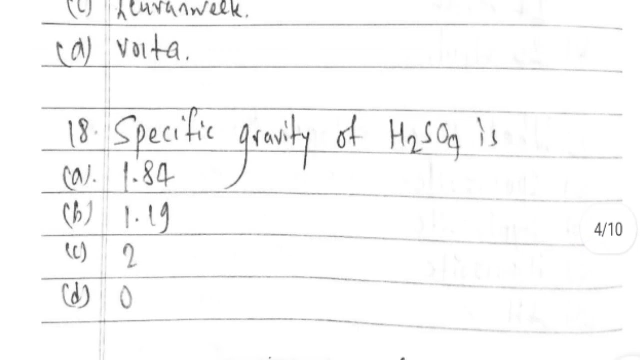 (d) Volta.
18. Specific gravity of H2SO4 is
(a). 1.84
(b) 1.19
(c) 2
(d) 0
4/10